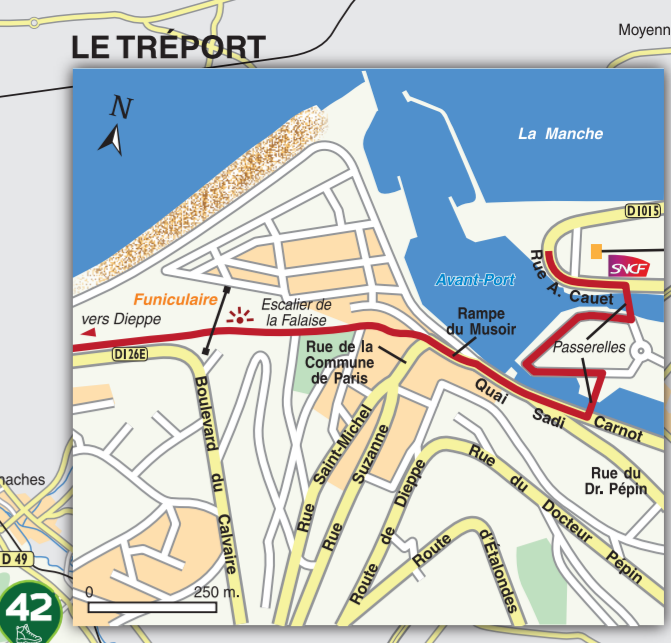 Moyenn
LE TRÉPORT
N
La Manche
D1015
Avant-Port
SNCF
Rue A. Cauet
Funiculaire
Escalier de
la Falaise
vers Dieppe
Rampe
du Musoir
Passerelles
D126E
Rue de la
Commune
de Paris
Quai Sadi Carnot
Boulevard du Calvaire
Rue Saint-Michel
Rue Suzanne
Route de Dieppe
Rue du Docteur Pépin
Rue du
Dr. Pépin
Route d'Étalondes
naches
D 49
42
0 250 m.